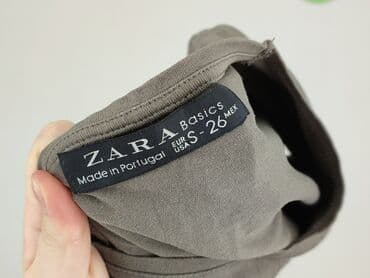 ZARA Basics
Made in Portugal
EUR USA S - 26 MEX